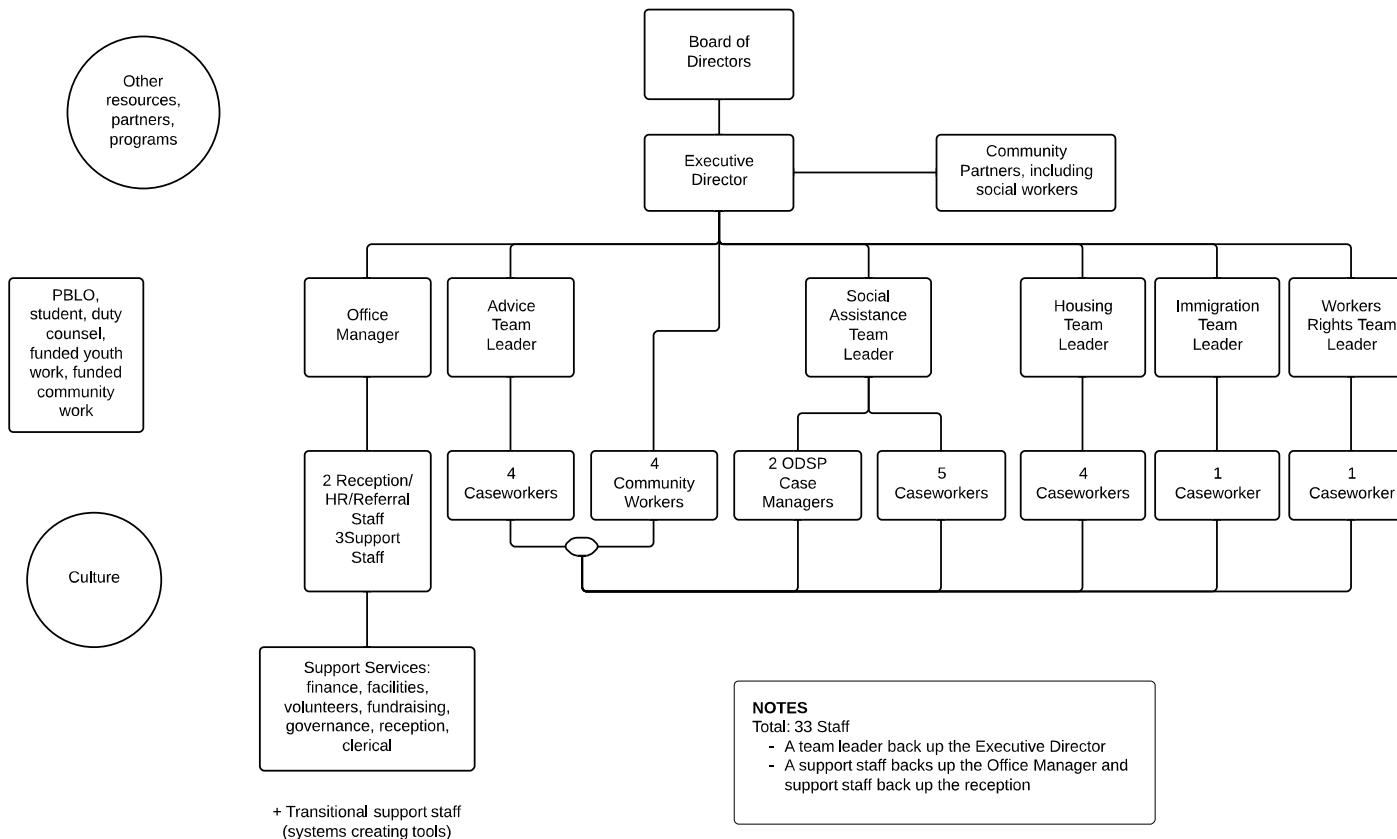 Board of
Directors
Other
resources,
partners,
programs
Executive
Director
Community
Partners, including
social workers
PBLO,
student, duty
counsel,
funded youth
work, funded
community
work
Office
Manager
Advice
Team
Leader
Social
Assistance
Team
Leader
Housing
Team
Leader
Immigration
Team
Leader
Workers
Rights Team
Leader
2 Reception/
HR/Referral
Staff
3Support
Staff
4
Caseworkers
4
Community
Workers
2 ODSP
Case
Managers
5
Caseworkers
4
Caseworkers
1
Caseworker
1
Caseworker
Culture
Support Services:
finance, facilities,
volunteers, fundraising,
governance, reception,
clerical
NOTES
Total: 33 Staff
- A team leader back up the Executive Director
- A support staff backs up the Office Manager and
support staff back up the reception
+ Transitional support staff
(systems creating tools)